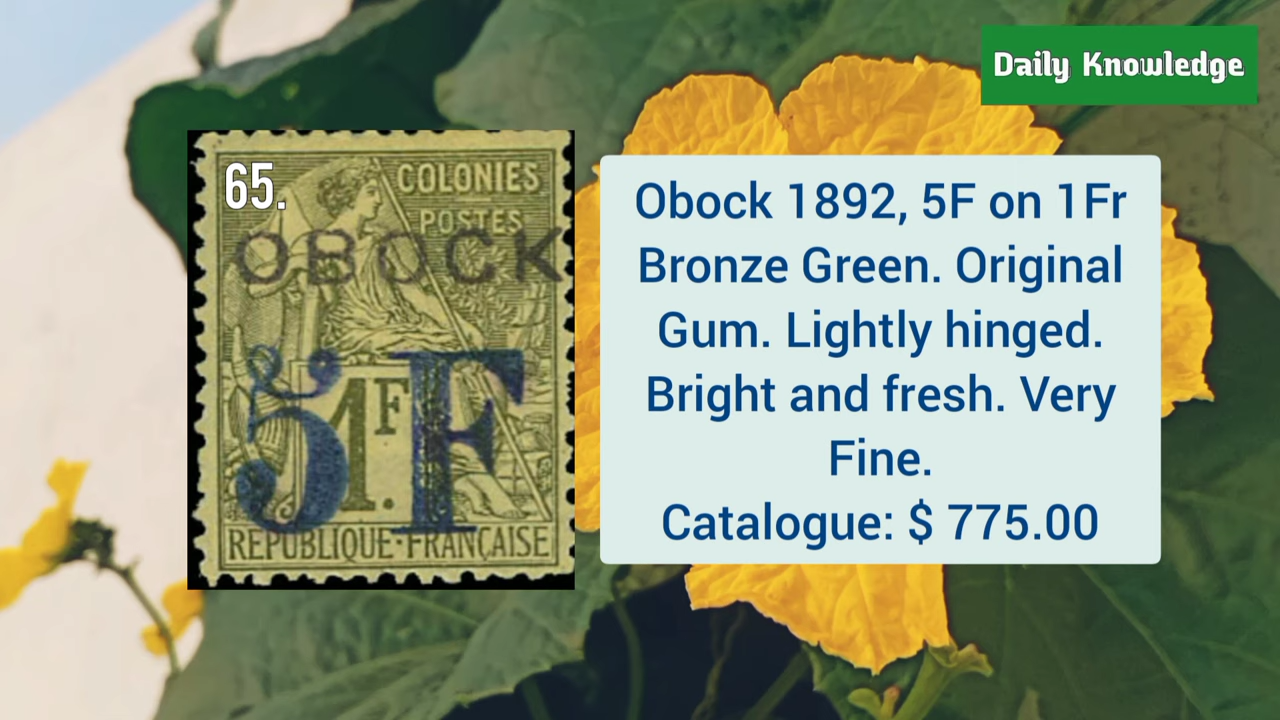 Daily Knowledge
65.
COLONIES
POSTES
OBOCK
5F
1F.
REPUBLIQUE·FRANÇAISE
Obock 1892, 5F on 1Fr
Bronze Green. Original
Gum. Lightly hinged.
Bright and fresh. Very
Fine.
Catalogue: $ 775.00